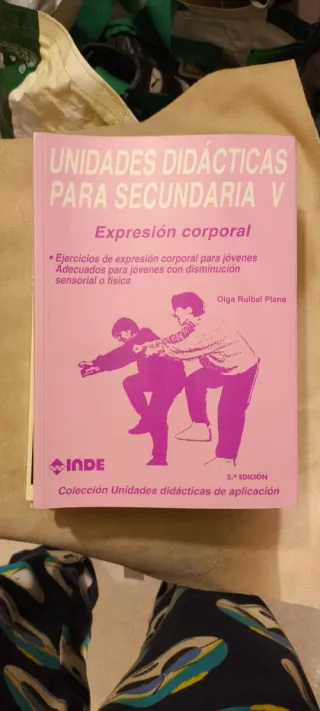 UNIDADES DIDÁCTICAS
PARA SECUNDARIA V
Expresión corporal
• Ejercicios de expresión corporal para jóvenes
Adecuados para jóvenes con disminución
sensorial o física
Olga Ruibal Plana
INDE
2.ª EDICIÓN
Colección Unidades didácticas de aplicación